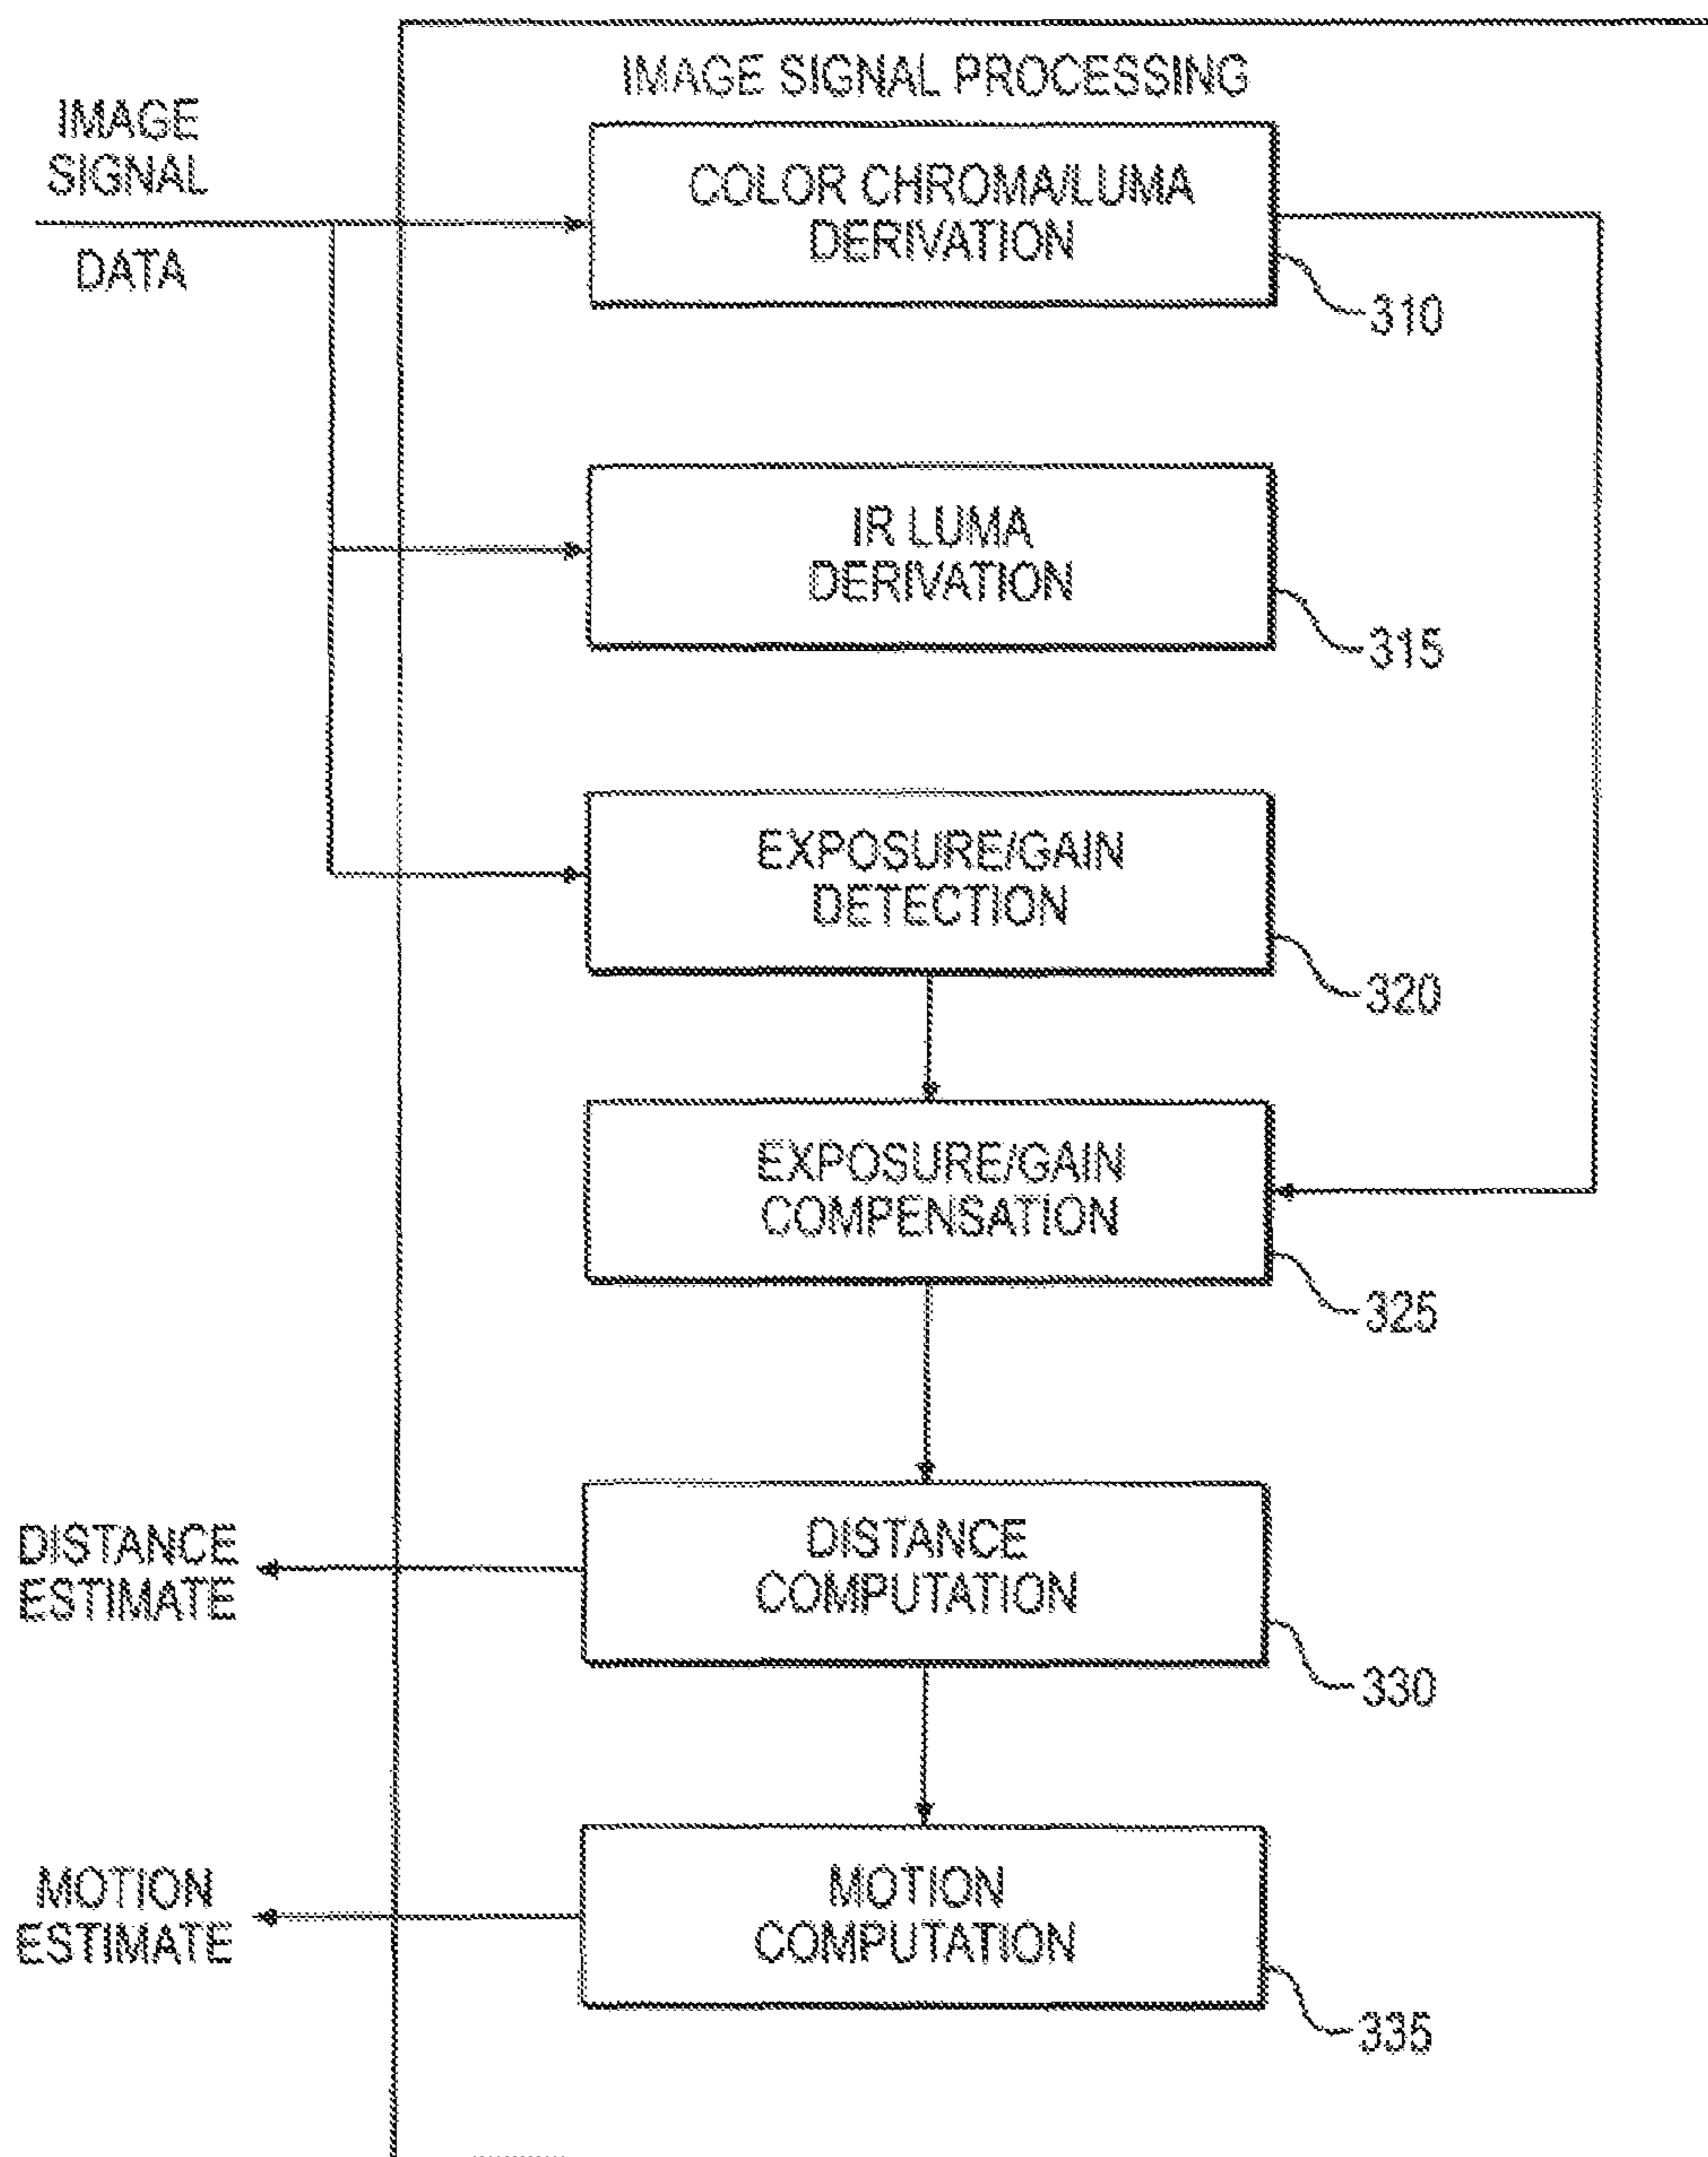 IMAGE SIGNAL PROCESSING
IMAGE
SIGNAL
DATA
COLOR CHROMA/LUMA
DERIVATION
310
IR LUMA
DERIVATION
315
EXPOSURE/GAIN
DETECTION
320
EXPOSURE/GAIN
COMPENSATION
325
DISTANCE
ESTIMATE
DISTANCE
COMPUTATION
330
MOTION
ESTIMATE
MOTION
COMPUTATION
335